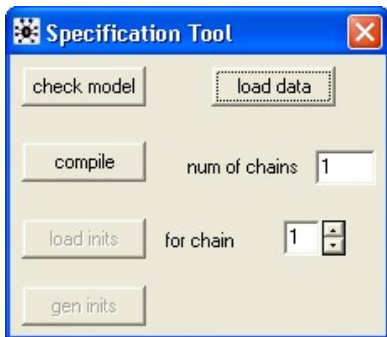 Specification Tool
check model
load data
compile
num of chains 1
load inits
for chain 1
gen inits